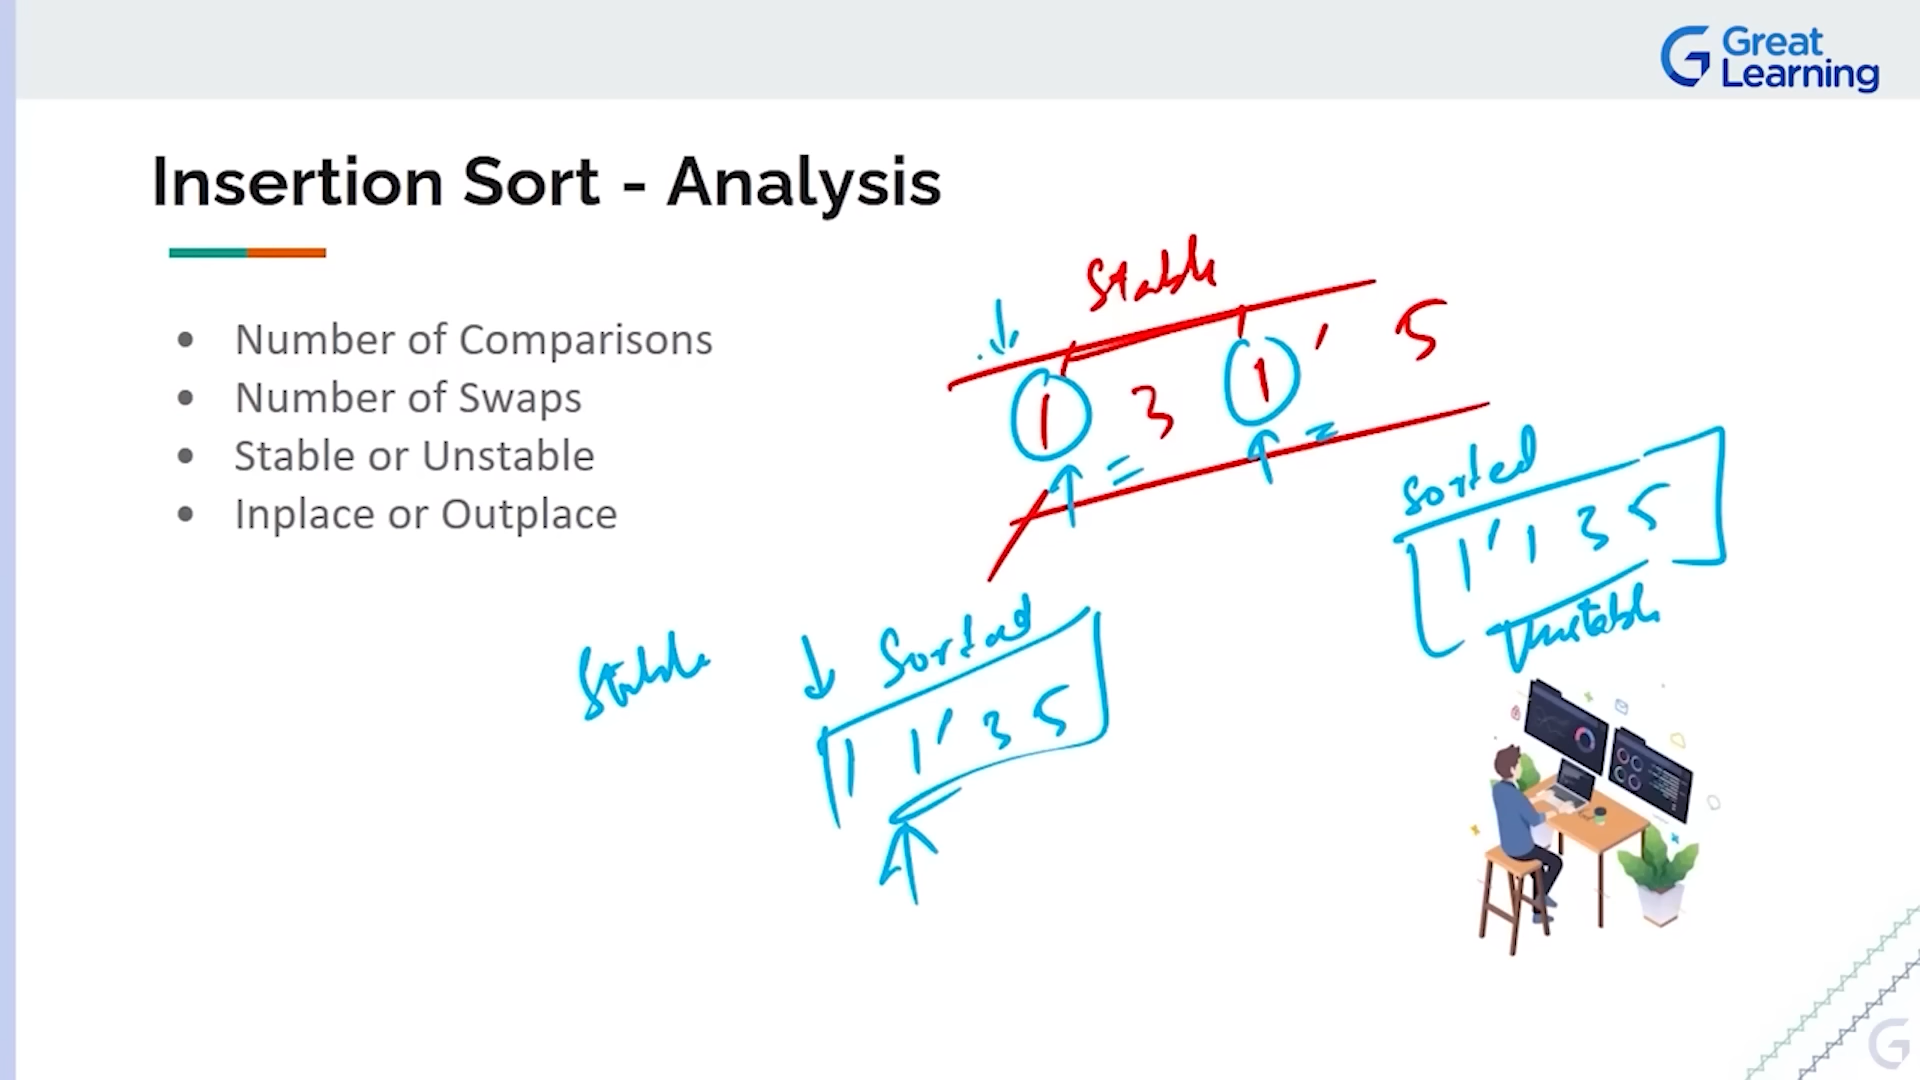 Great
Learning
Insertion Sort - Analysis
• Number of Comparisons
• Number of Swaps
• Stable or Unstable
• Inplace or Outplace
Stable
1 3 1 ' 5
= =
Sorted
1 ' 1 3 5
Unstable
Stable
Sorted
1 1 ' 3 5